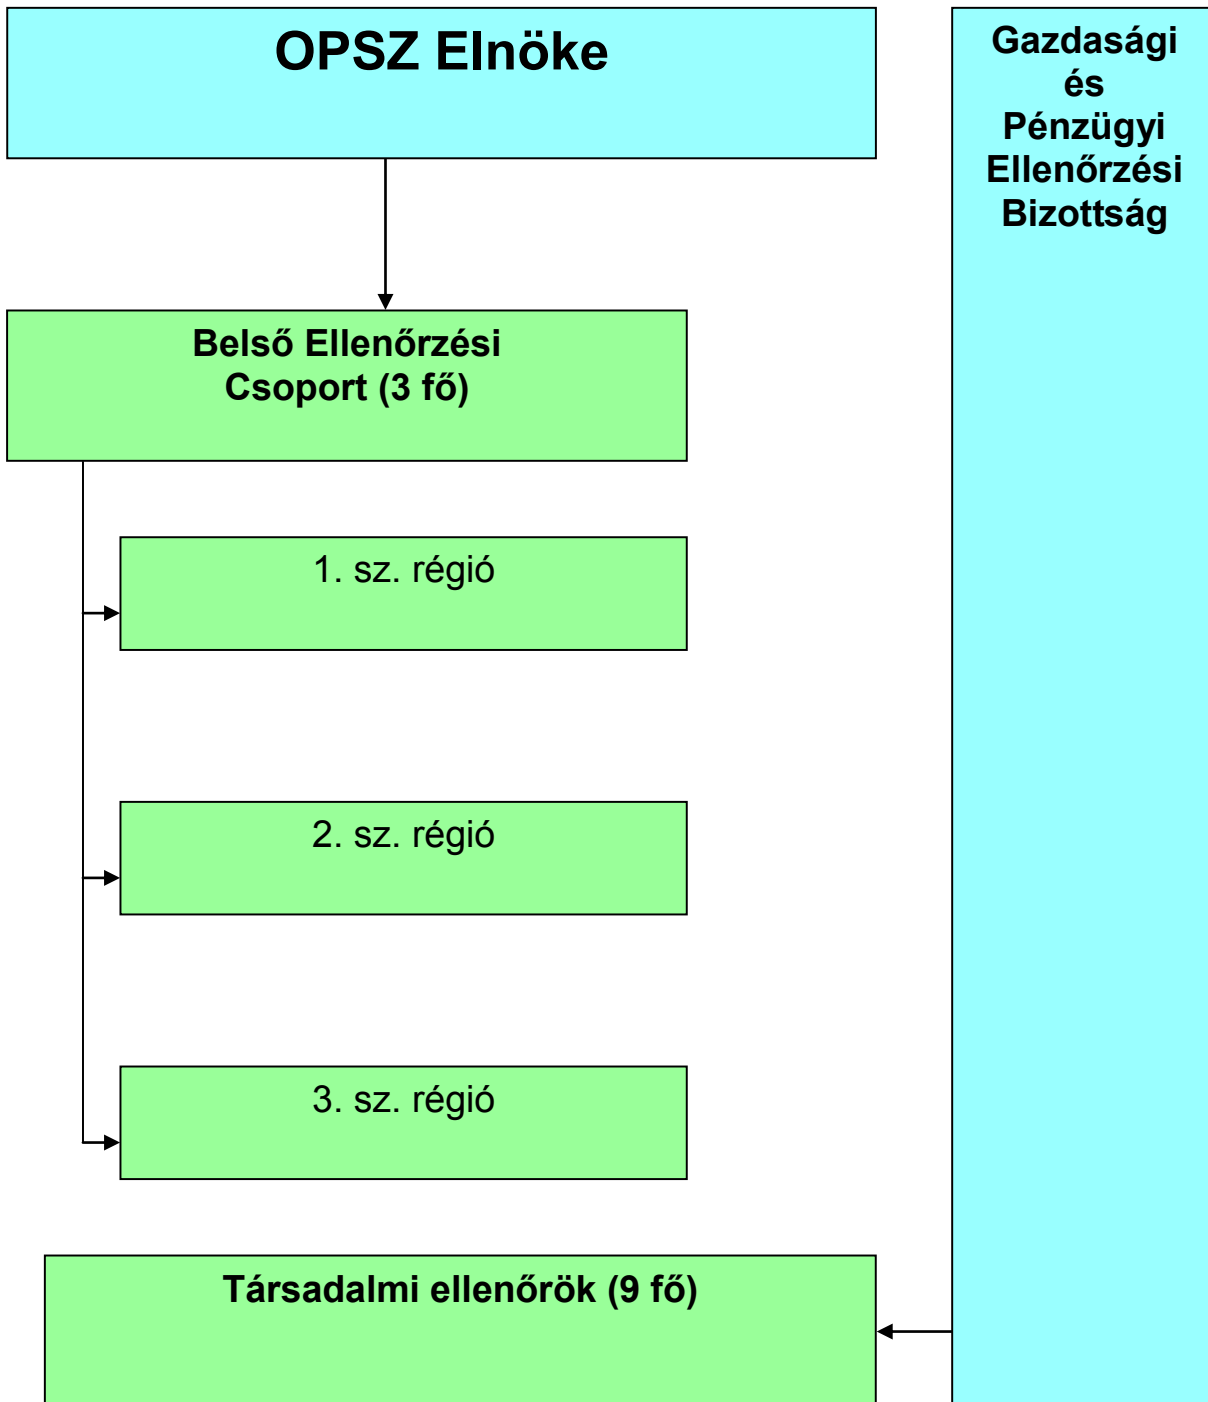 OPSZ Elnöke
Gazdasági
és
Pénzügyi
Ellenőrzési
Bizottság
Belső Ellenőrzési
Csoport (3 fő)
1. sz. régió
2. sz. régió
3. sz. régió
Társadalmi ellenőrök (9 fő)